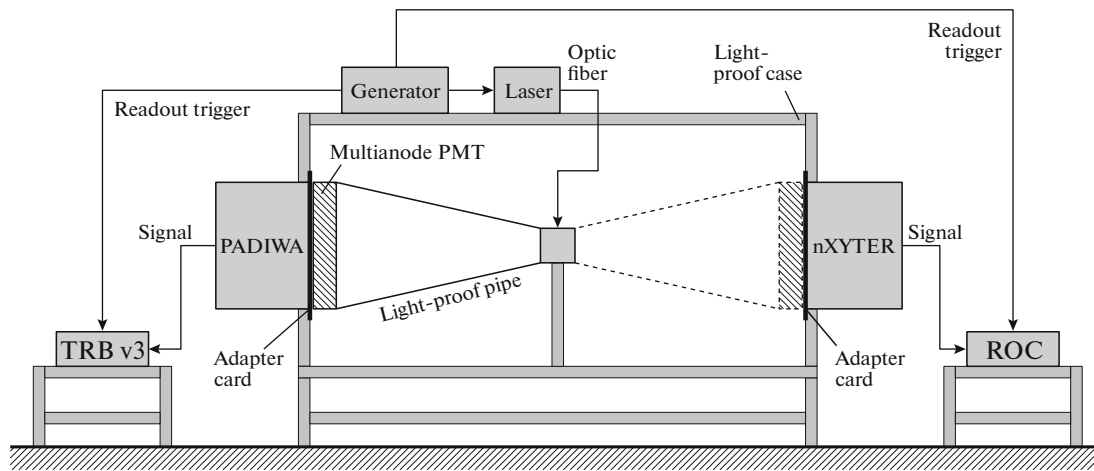 Readout
trigger
Optic
fiber
Light-
proof case
Generator
Laser
Readout trigger
Multianode PMT
Signal
PADIWA
nXYTER
Signal
Light-proof pipe
TRB v3
Adapter
card
Adapter
card
ROC